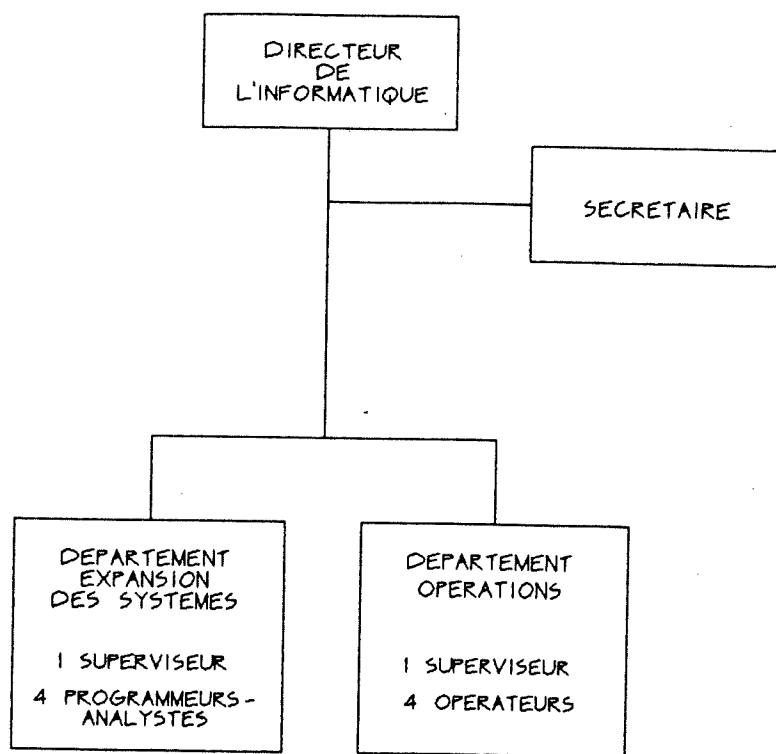 DIRECTEUR
DE
L'INFORMATIQUE
SECRETAIRE
DEPARTEMENT
EXPANSION
DES SYSTEMES
1 SUPERVISEUR
4 PROGRAMMEURS-
ANALYSTES
DEPARTEMENT
OPERATIONS
1 SUPERVISEUR
4 OPERATEURS